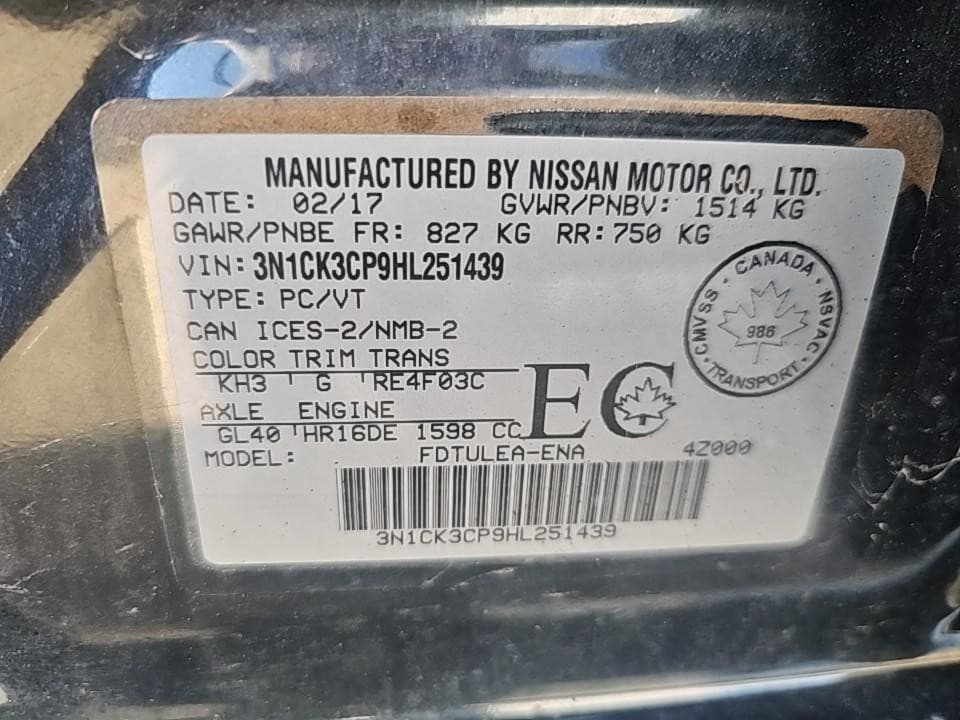 MANUFACTURED BY NISSAN MOTOR CO., LTD.
DATE: 02/17 GVWR/PNBV: 1514 KG
GAWR/PNBE FR: 827 KG RR: 750 KG
VIN: 3N1CK3CP9HL251439
TYPE: PC/VT
CAN ICES-2/NMB-2
COLOR TRIM TRANS
KH3 G RE4F03C
AXLE ENGINE
GL40 HR16DE 1598 CC
EC
MODEL: FDTULEA-ENA 4Z000
3N1CK3CP9HL251439
CANADA
CMVSS · NSVAC
986
TRANSPORT